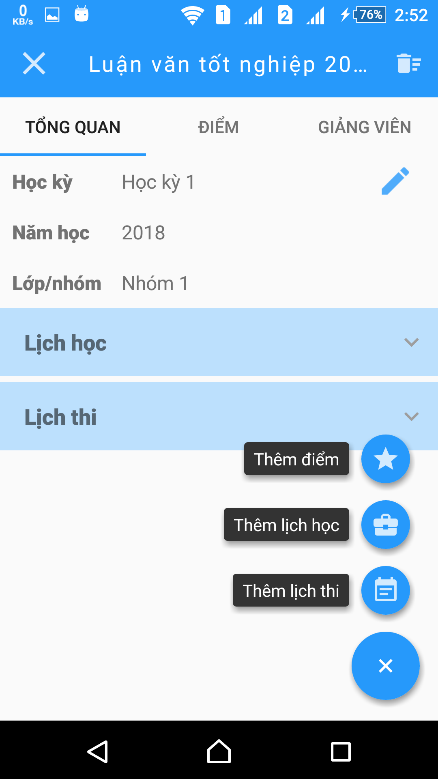 0
KB/s
1
2
76%
2:52
Luận văn tốt nghiệp 20...
TỔNG QUAN
ĐIỂM
GIẢNG VIÊN
Học kỳ
Học kỳ 1
Năm học
2018
Lớp/nhóm
Nhóm 1
Lịch học
Lịch thi
Thêm điểm
Thêm lịch học
Thêm lịch thi